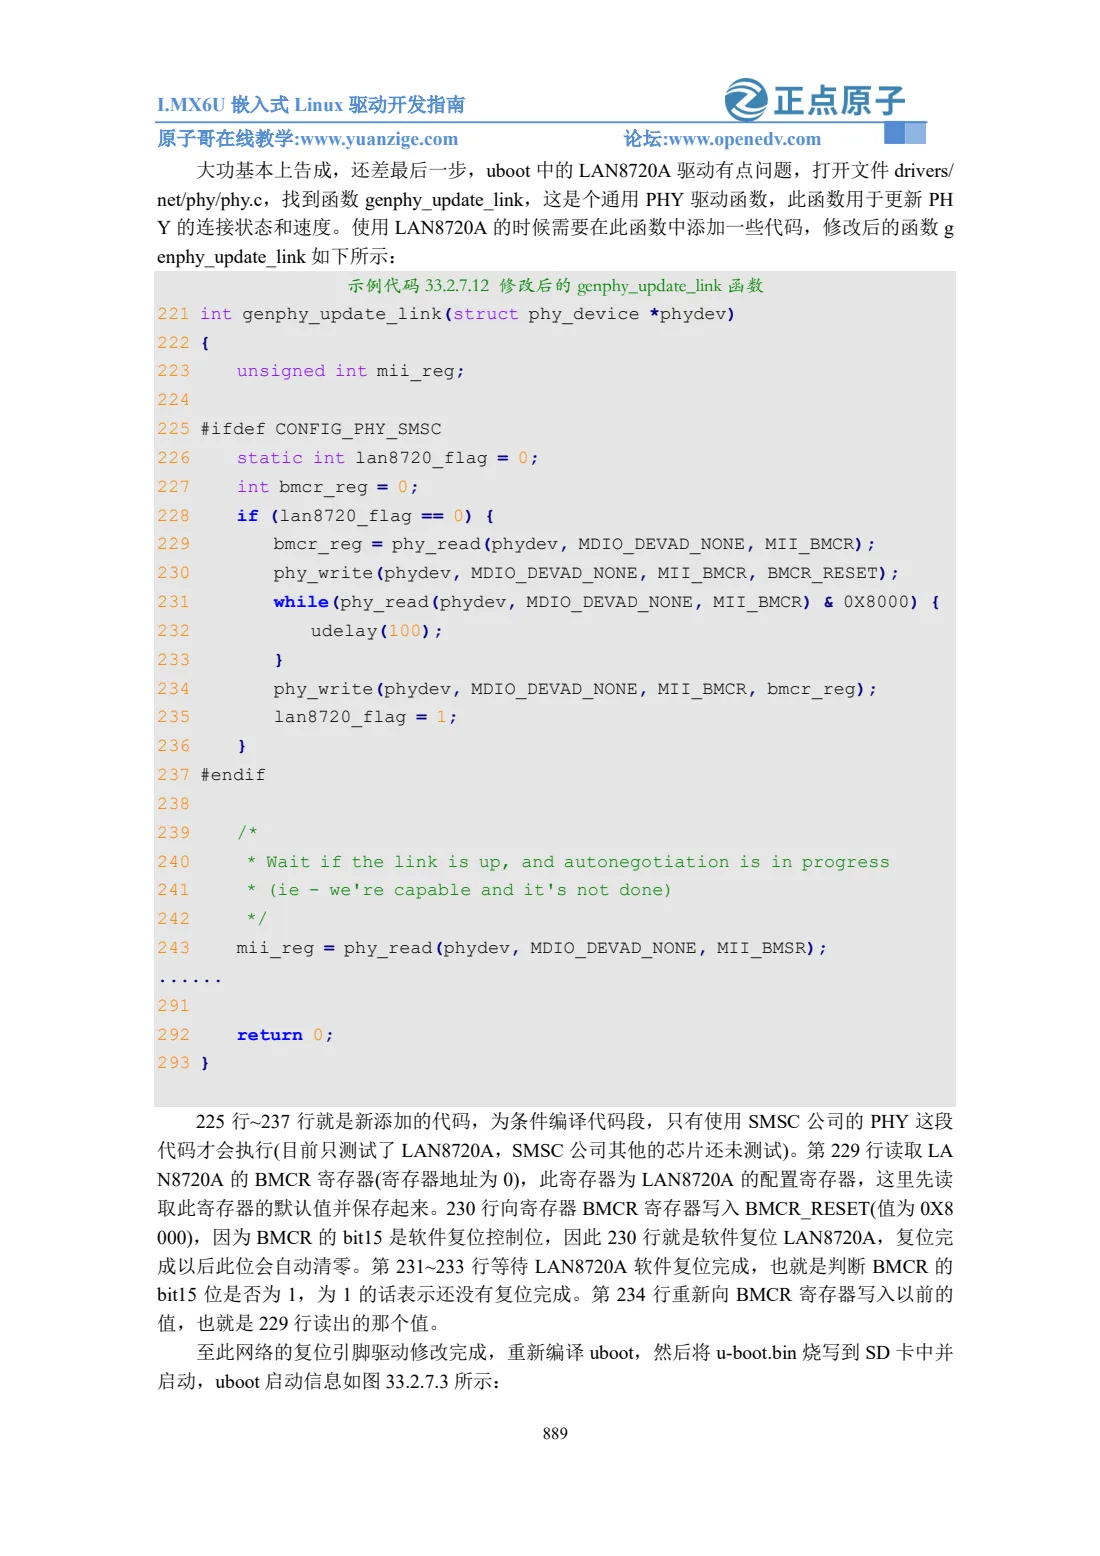 I.MX6U 嵌入式 Linux 驱动开发指南
正点原子
原子哥在线教学:www.yuanzige.com 论坛:www.openedv.com
大功基本上告成，还差最后一步，uboot 中的 LAN8720A 驱动有点问题，打开文件 drivers/
net/phy/phy.c，找到函数 genphy_update_link，这是个通用 PHY 驱动函数，此函数用于更新 PH
Y 的连接状态和速度。使用 LAN8720A 的时候需要在此函数中添加一些代码，修改后的函数 g
enphy_update_link 如下所示：
示例代码 33.2.7.12 修改后的 genphy_update_link 函数
221 int genphy_update_link(struct phy_device *phydev)
222 {
223 unsigned int mii_reg;
224
225 #ifdef CONFIG_PHY_SMSC
226 static int lan8720_flag = 0;
227 int bmcr_reg = 0;
228 if (lan8720_flag == 0) {
229 bmcr_reg = phy_read(phydev, MDIO_DEVAD_NONE, MII_BMCR);
230 phy_write(phydev, MDIO_DEVAD_NONE, MII_BMCR, BMCR_RESET);
231 while(phy_read(phydev, MDIO_DEVAD_NONE, MII_BMCR) & 0X8000) {
232 udelay(100);
233 }
234 phy_write(phydev, MDIO_DEVAD_NONE, MII_BMCR, bmcr_reg);
235 lan8720_flag = 1;
236 }
237 #endif
238
239 /*
240 * Wait if the link is up, and autonegotiation is in progress
241 * (ie - we're capable and it's not done)
242 */
243 mii_reg = phy_read(phydev, MDIO_DEVAD_NONE, MII_BMSR);
......
291
292 return 0;
293 }
225 行~237 行就是新添加的代码，为条件编译代码段，只有使用 SMSC 公司的 PHY 这段
代码才会执行(目前只测试了 LAN8720A，SMSC 公司其他的芯片还未测试)。第 229 行读取 LA
N8720A 的 BMCR 寄存器(寄存器地址为 0)，此寄存器为 LAN8720A 的配置寄存器，这里先读
取此寄存器的默认值并保存起来。230 行向寄存器 BMCR 寄存器写入 BMCR_RESET(值为 0X8
000)，因为 BMCR 的 bit15 是软件复位控制位，因此 230 行就是软件复位 LAN8720A，复位完
成以后此位会自动清零。第 231~233 行等待 LAN8720A 软件复位完成，也就是判断 BMCR 的
bit15 位是否为 1，为 1 的话表示还没有复位完成。第 234 行重新向 BMCR 寄存器写入以前的
值，也就是 229 行读出的那个值。
至此网络的复位引脚驱动修改完成，重新编译 uboot，然后将 u-boot.bin 烧写到 SD 卡中并
启动，uboot 启动信息如图 33.2.7.3 所示：
889